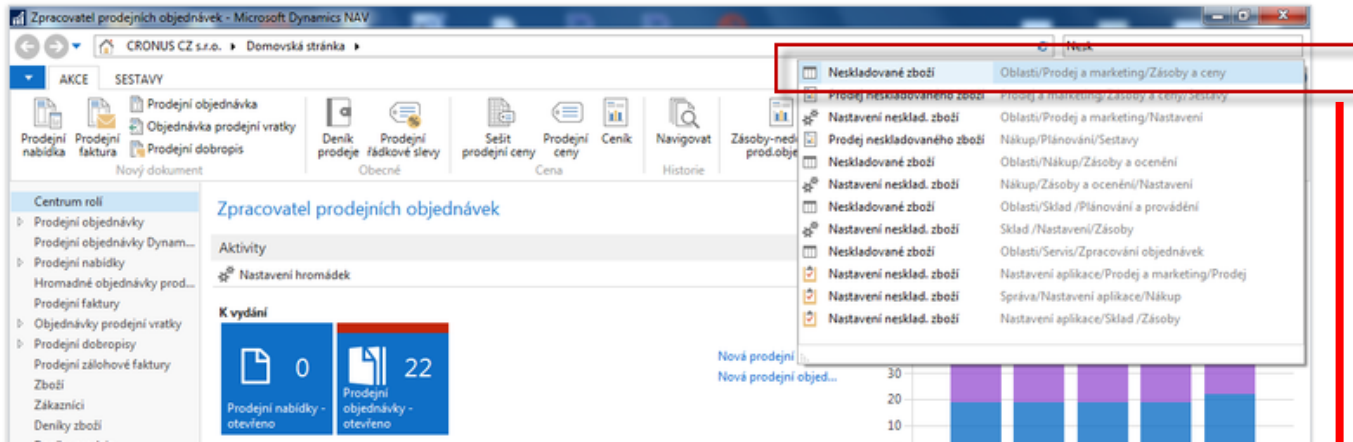 Zpracovatel prodejních objednávek - Microsoft Dynamics NAV
CRONUS CZ s.r.o. Domovská stránka
Nesk
AKCE SESTAVY
Prodejní nabídka
Prodejní faktura
Prodejní objednávka
Objednávka prodejní vratky
Prodejní dobropis
Nový dokument
Deník prodeje
Prodejní řádkové slevy
Obecné
Sešit prodejní ceny
Prodejní ceny
Ceník
Cena
Navigovat
Historie
Zásoby-ned
prod.obje
Neskladované zboží Oblasti/Prodej a marketing/Zásoby a ceny
Prodej neskladovaného zboží Prodej a marketing/Zásoby a ceny/Sestavy
Nastavení nesklad. zboží Oblasti/Prodej a marketing/Nastavení
Prodej neskladovaného zboží Nákup/Plánování/Sestavy
Neskladované zboží Oblasti/Nákup/Zásoby a ocenění
Nastavení nesklad. zboží Nákup/Zásoby a ocenění/Nastavení
Neskladované zboží Oblasti/Sklad /Plánování a provádění
Nastavení nesklad. zboží Sklad /Nastavení/Zásoby
Neskladované zboží Oblasti/Servis/Zpracování objednávek
Nastavení nesklad. zboží Nastavení aplikace/Prodej a marketing/Prodej
Nastavení nesklad. zboží Správa/Nastavení aplikace/Nákup
Nastavení nesklad. zboží Nastavení aplikace/Sklad /Zásoby
Centrum rolí
Prodejní objednávky
Prodejní objednávky Dynam...
Prodejní nabídky
Hromadné objednávky prod...
Prodejní faktury
Objednávky prodejní vratky
Prodejní dobropisy
Prodejní zálohové faktury
Zboží
Zákazníci
Deníky zboží
Zpracovatel prodejních objednávek
Aktivity
Nastavení hromádek
K vydání
0
Prodejní nabídky - otevřeno
22
Prodejní objednávky - otevřeno
Nová prodejní
Nová prodejní objed...
30
20
10